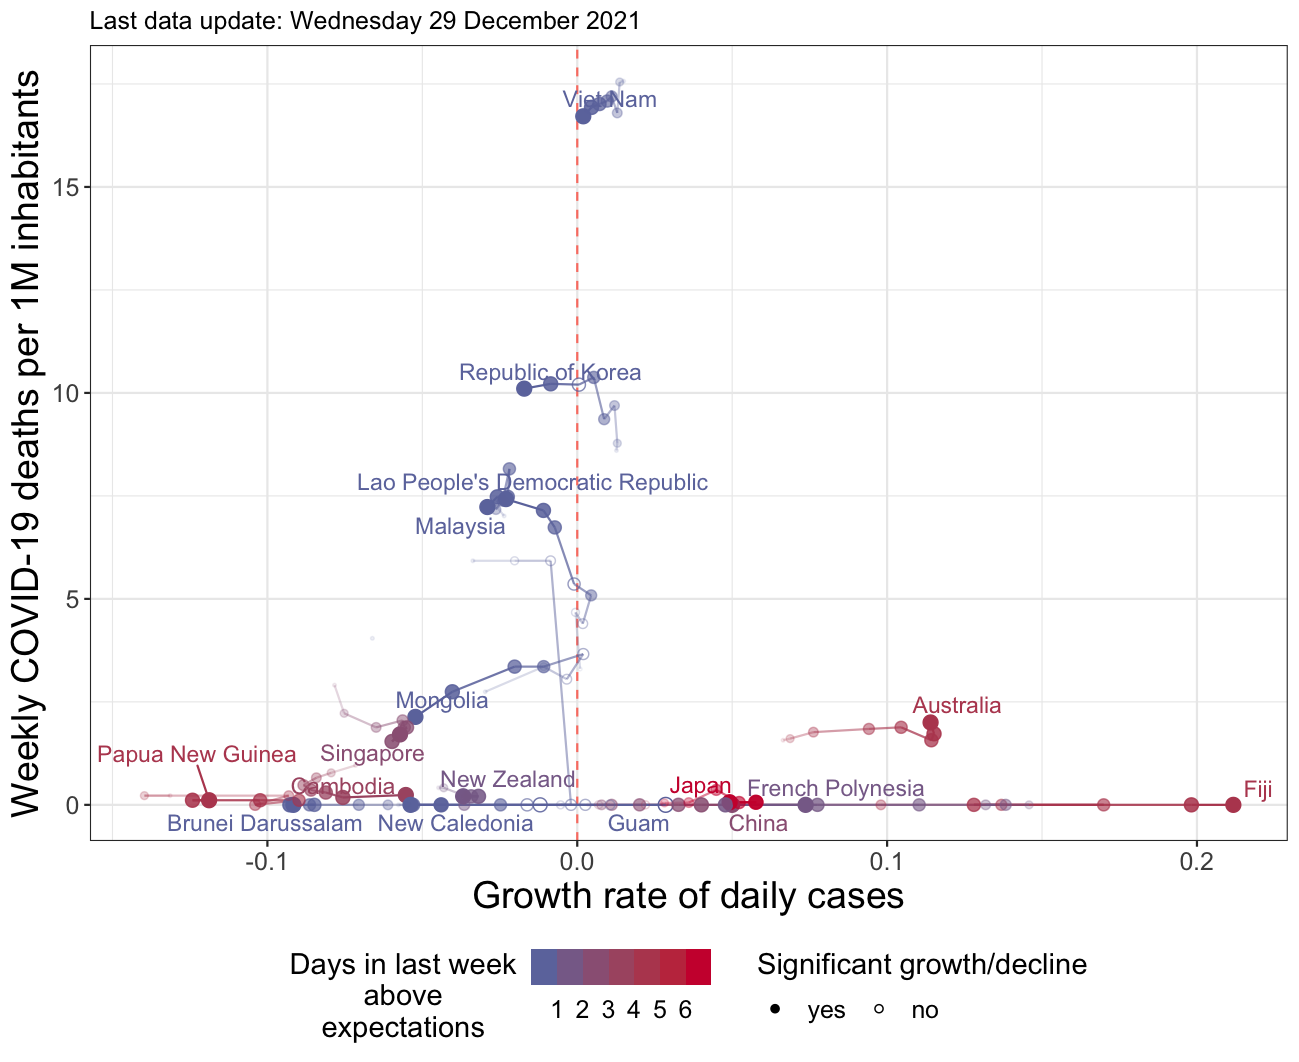 Last data update: Wednesday 29 December 2021
Weekly COVID-19 deaths per 1M inhabitants
15
10
5
0
Viet Nam
Republic of Korea
Lao People's Democratic Republic
Malaysia
Mongolia
Australia
Papua New Guinea
Singapore
Cambodia
New Zealand
Japan
French Polynesia
Fiji
Brunei Darussalam
New Caledonia
Guam
China
-0.1
0.0
0.1
0.2
Growth rate of daily cases
Days in last week
above
expectations
1 2 3 4 5 6
Significant growth/decline
yes
no